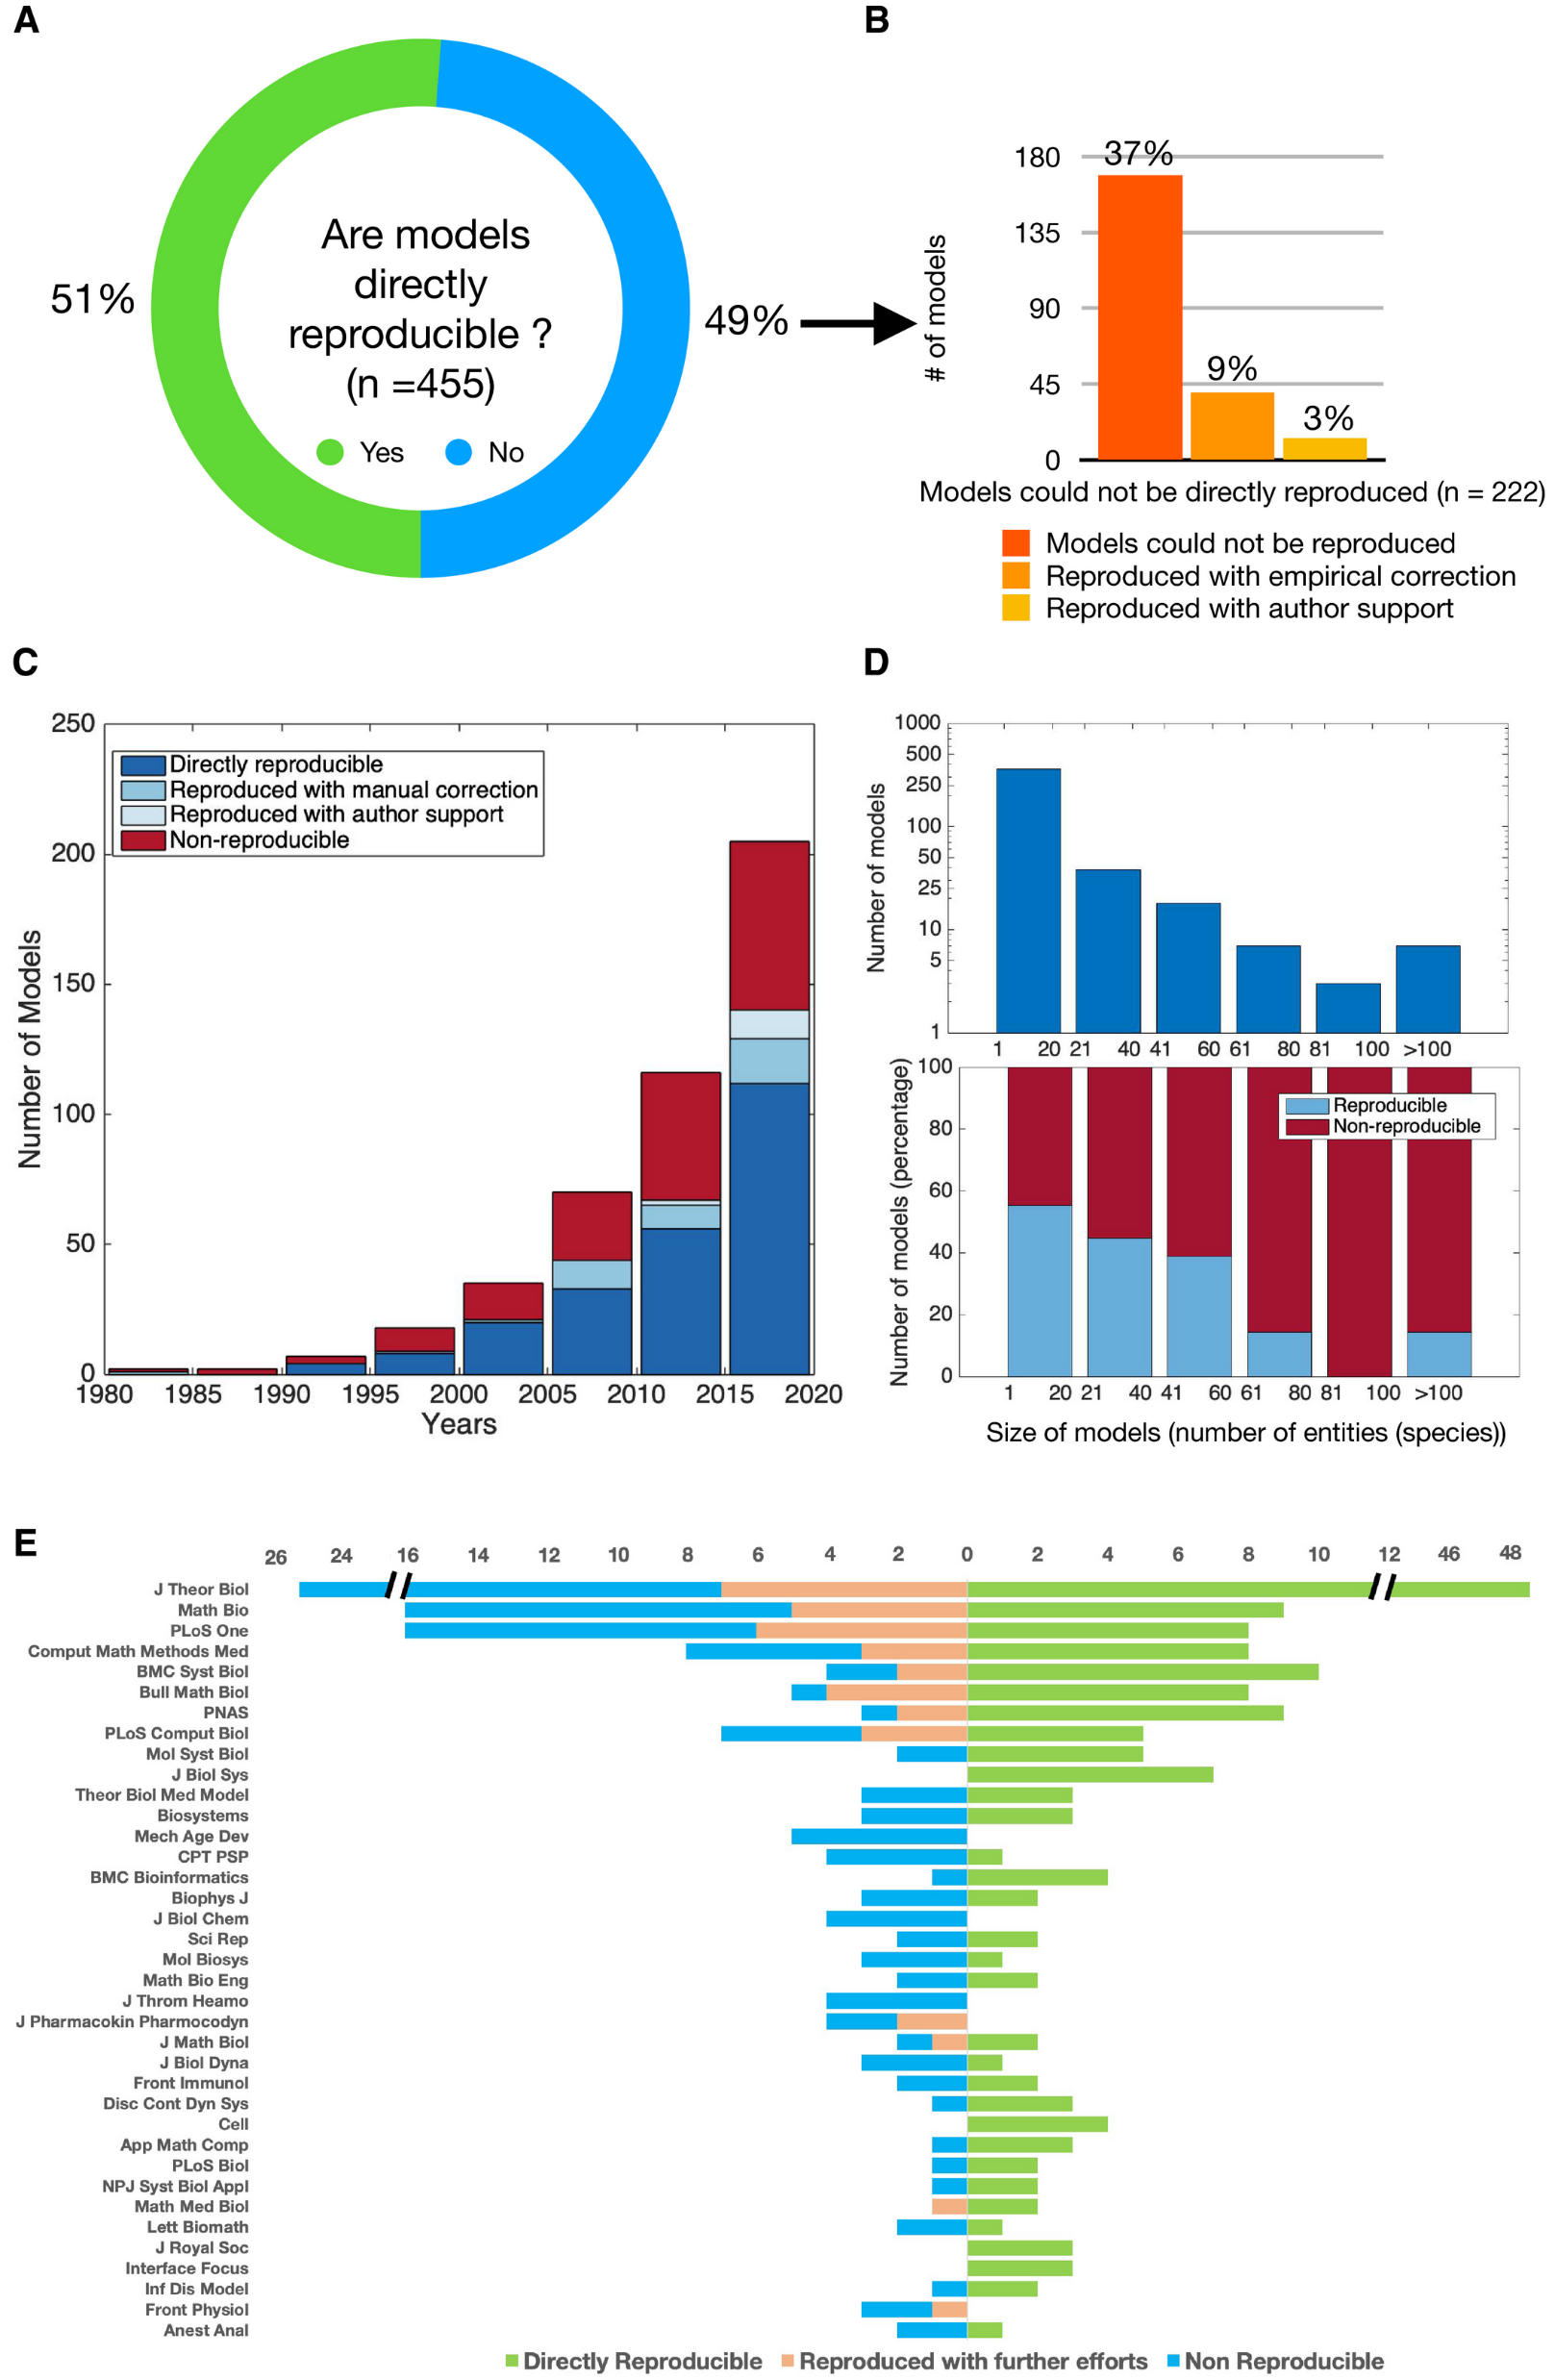 A
Are models
directly
reproducible ?
(n =455)
Yes
No
51%
49%
B
# of models
180
135
90
45
0
37%
9%
3%
Models could not be directly reproduced (n = 222)
Models could not be reproduced
Reproduced with empirical correction
Reproduced with author support
C
Number of Models
250
200
150
100
50
0
Directly reproducible
Reproduced with manual correction
Reproduced with author support
Non-reproducible
1980 1985 1990 1995 2000 2005 2010 2015 2020
Years
D
Number of models
1000
500
250
100
50
25
10
5
1
1 20 21 40 41 60 61 80 81 100 >100
Number of models (percentage)
100
80
60
40
20
0
Reproducible
Non-reproducible
1 20 21 40 41 60 61 80 81 100 >100
Size of models (number of entities (species))
E
26 24 16 14 12 10 8 6 4 2 0 2 4 6 8 10 12 46 48
J Theor Biol
Math Bio
PLoS One
Comput Math Methods Med
BMC Syst Biol
Bull Math Biol
PNAS
PLoS Comput Biol
Mol Syst Biol
J Biol Sys
Theor Biol Med Model
Biosystems
Mech Age Dev
CPT PSP
BMC Bioinformatics
Biophys J
J Biol Chem
Sci Rep
Mol Biosys
Math Bio Eng
J Throm Heamo
J Pharmacokin Pharmocodyn
J Math Biol
J Biol Dyna
Front Immunol
Disc Cont Dyn Sys
Cell
App Math Comp
PLoS Biol
NPJ Syst Biol Appl
Math Med Biol
Lett Biomath
J Royal Soc
Interface Focus
Inf Dis Model
Front Physiol
Anest Anal
Directly Reproducible
Reproduced with further efforts
Non Reproducible